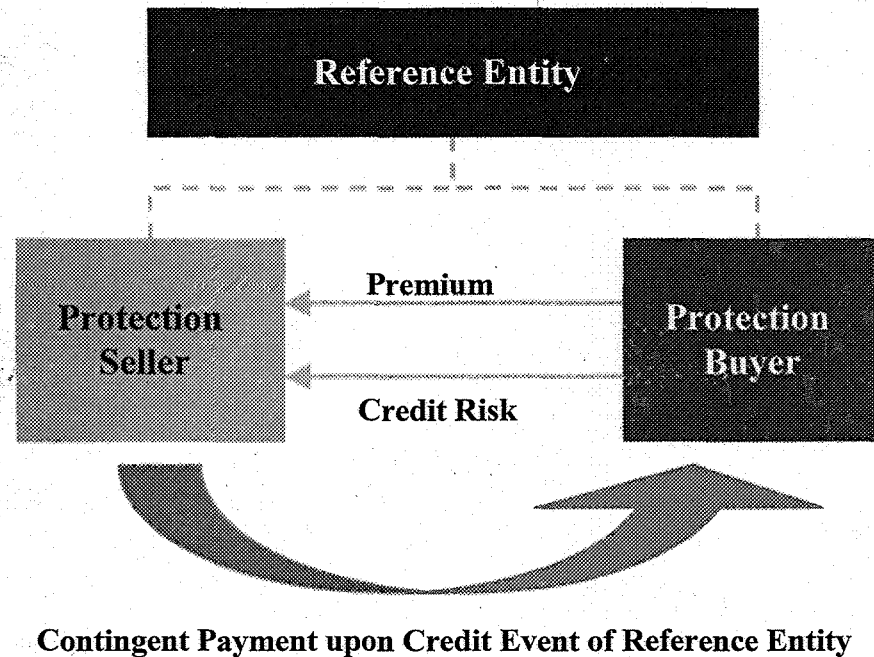 Reference Entity
Premium
Protection
Seller
Protection
Buyer
Credit Risk
Contingent Payment upon Credit Event of Reference Entity